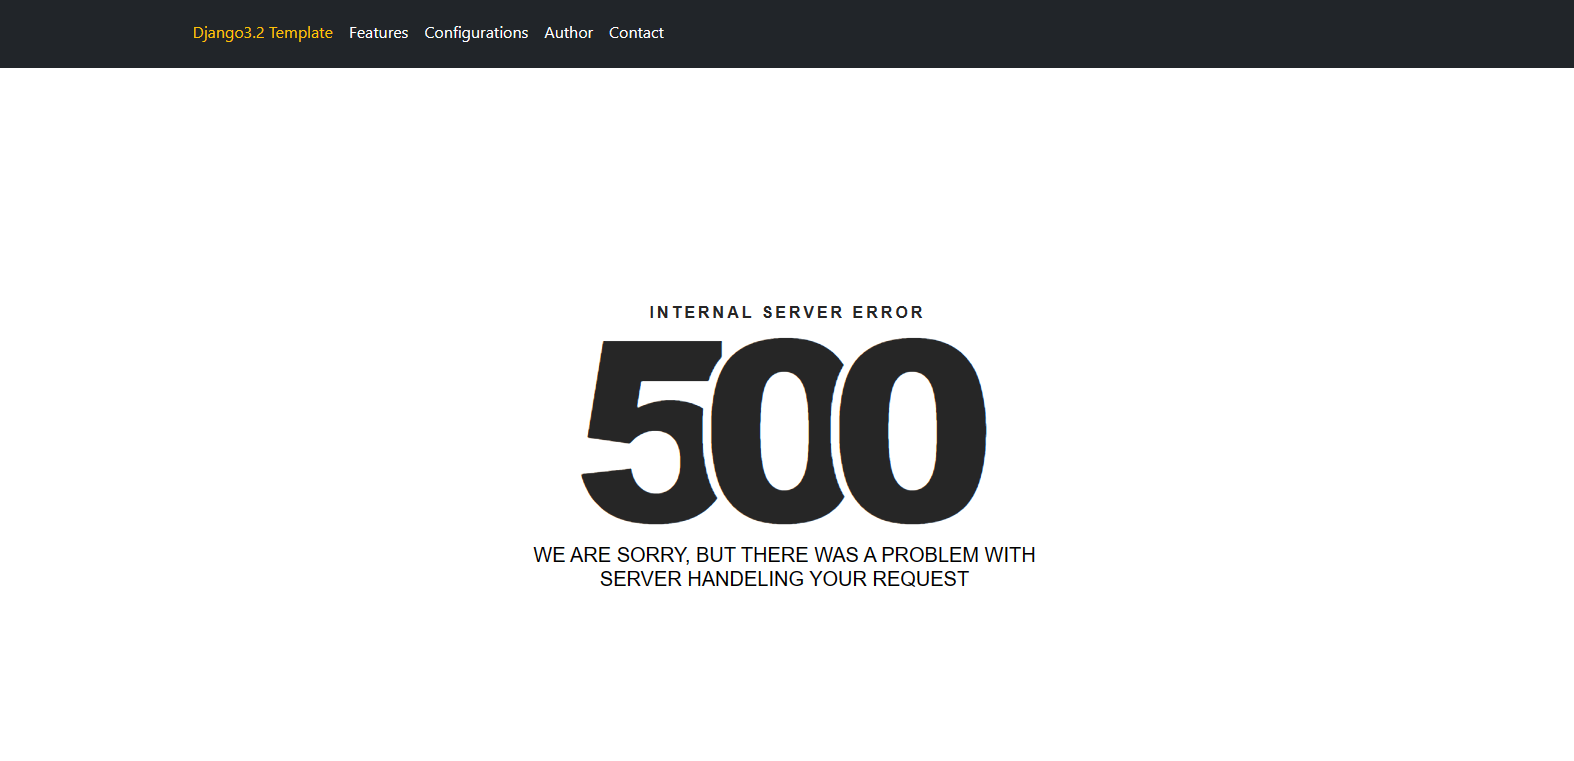 Django3.2 Template Features Configurations Author Contact
INTERNAL SERVER ERROR
500
WE ARE SORRY, BUT THERE WAS A PROBLEM WITH
SERVER HANDELING YOUR REQUEST